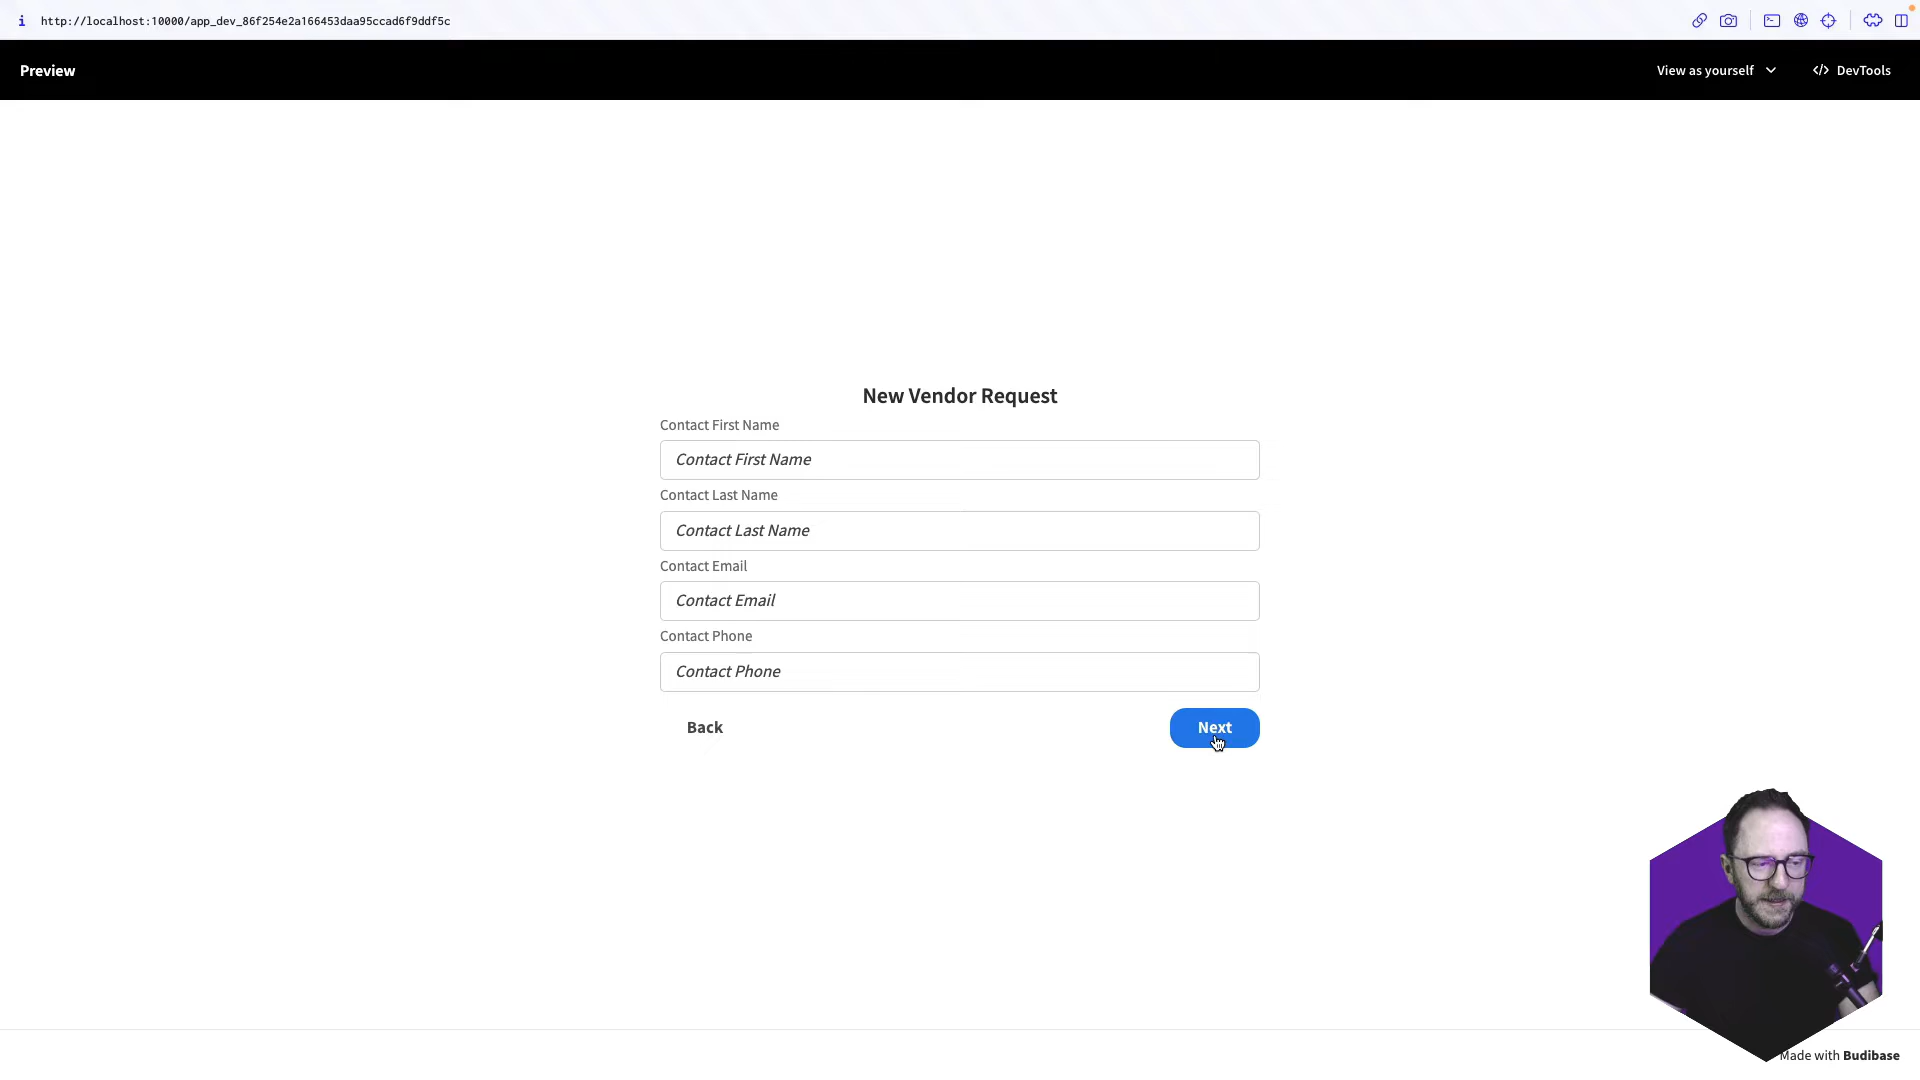 http://localhost:10000/app_dev_86f254e2a166453daa95ccad6f9ddf5c
Preview
View as yourself
</> DevTools
New Vendor Request
Contact First Name
Contact First Name
Contact Last Name
Contact Last Name
Contact Email
Contact Email
Contact Phone
Contact Phone
Back
Next
Made with Budibase